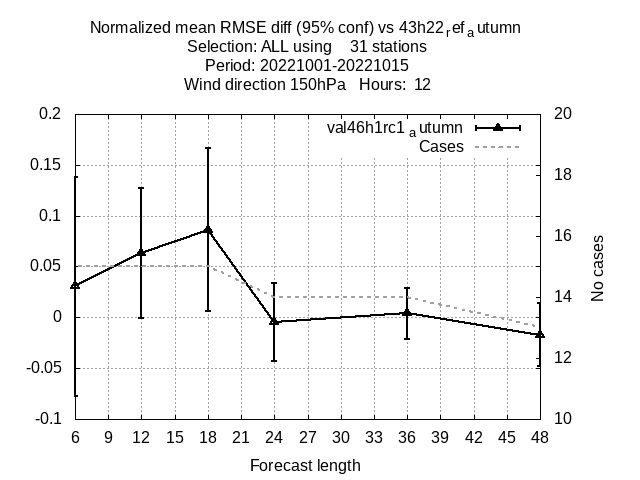 Normalized mean RMSE diff (95% conf) vs 43h22refautumn
Selection: ALL using 31 stations
Period: 20221001-20221015
Wind direction 150hPa Hours: 12
val46h1rc1autumn
Cases
0.2
0.15
0.1
0.05
0
-0.05
-0.1
20
18
16
14
12
10
No cases
6 9 12 15 18 21 24 27 30 33 36 39 42 45 48
Forecast length